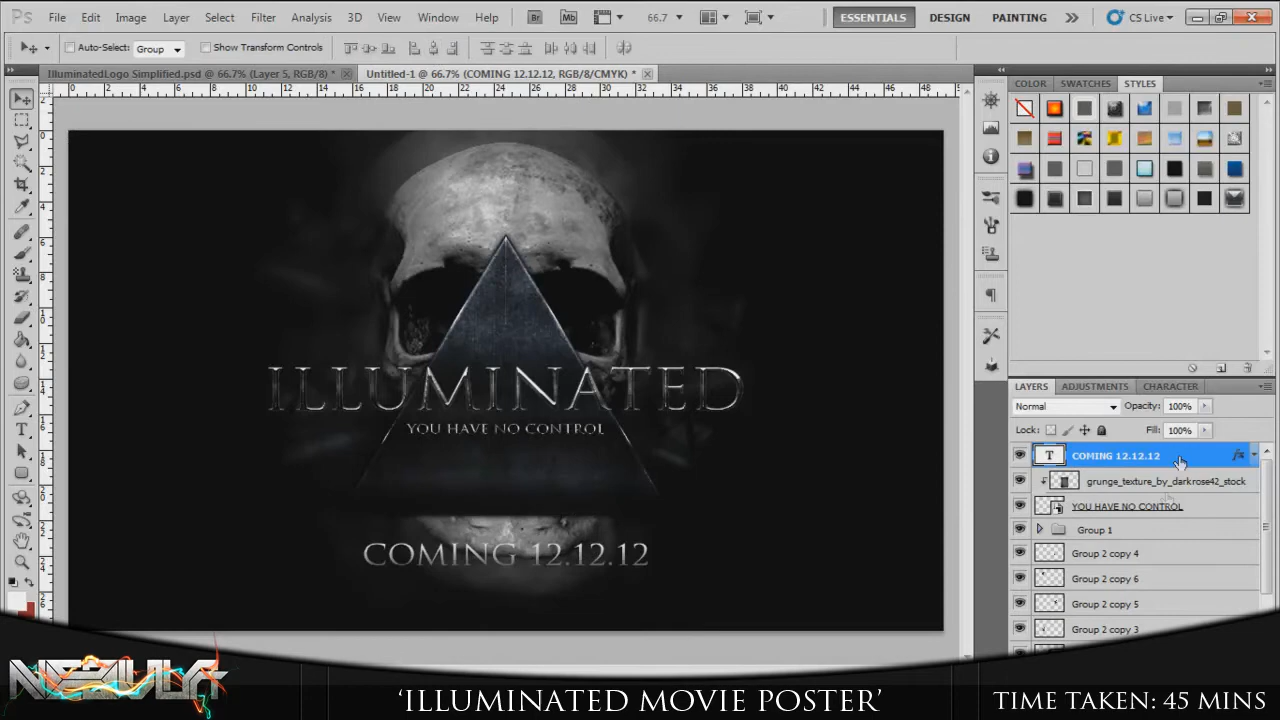 Ps File Edit Image Layer Select Filter Analysis 3D View Window Help Br Mb 66.7 ESSENTIALS DESIGN PAINTING CS Live
Auto-Select: Group Show Transform Controls
IlluminatedLogo Simplified.psd @ 66.7% (Layer 5, RGB/8) * Untitled-1 @ 66.7% (COMING 12.12.12, RGB/8/CMYK) *
COLOR SWATCHES STYLES
ILLUMINATED
YOU HAVE NO CONTROL
COMING 12.12.12
LAYERS ADJUSTMENTS CHARACTER
Normal Opacity: 100%
Lock: Fill: 100%
T COMING 12.12.12 fx
grunge_texture_by_darkrose42_stock
YOU HAVE NO CONTROL
Group 1
Group 2 copy 4
Group 2 copy 6
Group 2 copy 5
Group 2 copy 3
NEBULA
‘ILLUMINATED MOVIE POSTER’
TIME TAKEN: 45 MINS